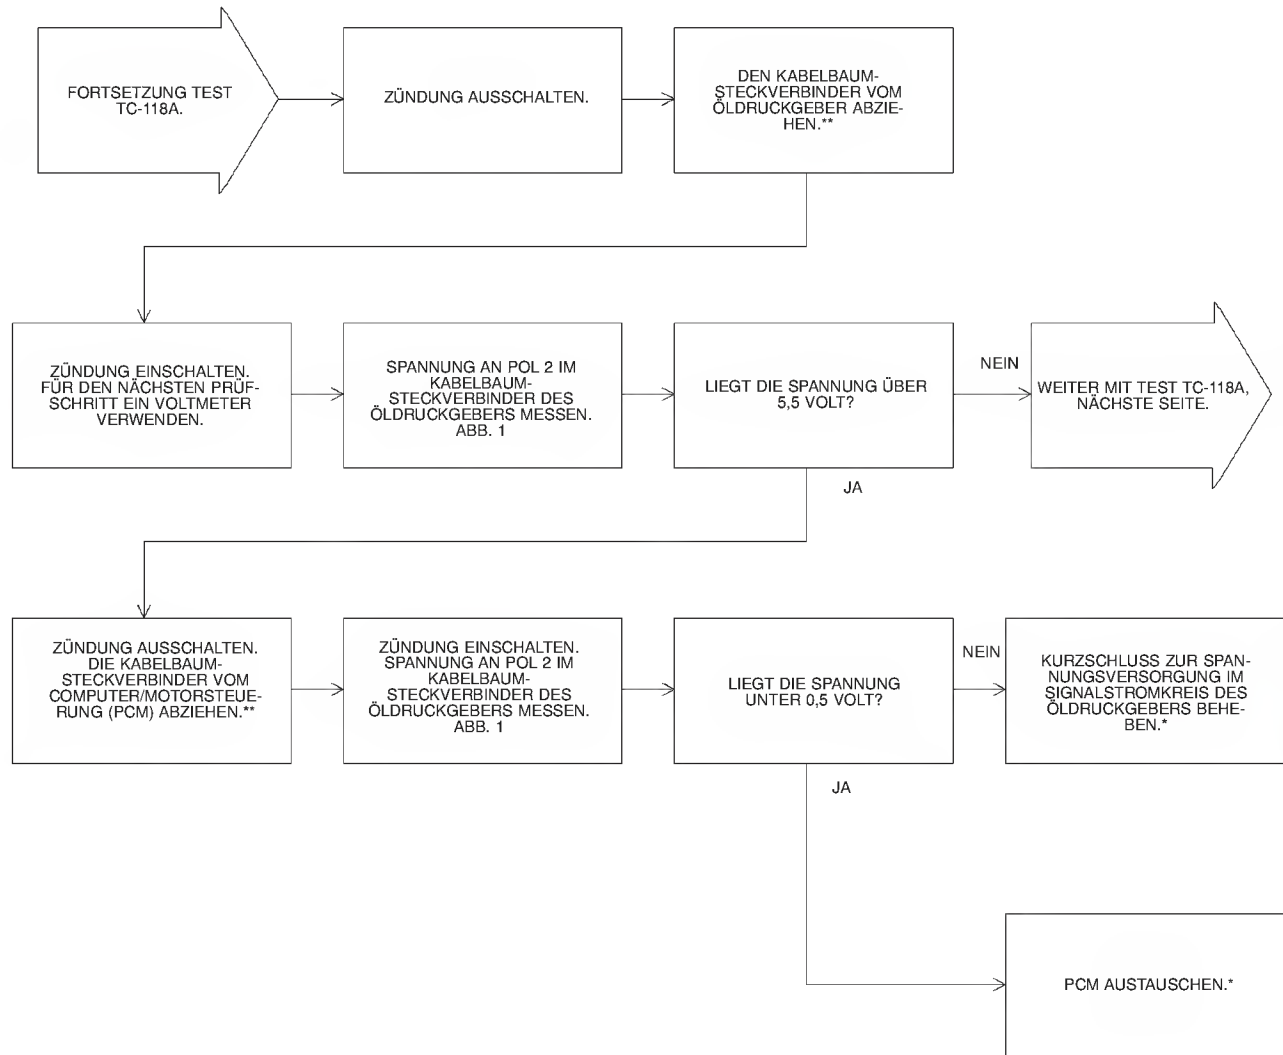 FORTSETZUNG TEST
TC-118A.
ZÜNDUNG AUSSCHALTEN.
DEN KABELBAUM-
STECKVERBINDER VOM
ÖLDRUCKGEBER ABZIE-
HEN.**
ZÜNDUNG EINSCHALTEN.
FÜR DEN NÄCHSTEN PRÜF-
SCHRITT EIN VOLTMETER
VERWENDEN.
SPANNUNG AN POL 2 IM
KABELBAUM-
STECKVERBINDER DES
ÖLDRUCKGEBERS MESSEN.
ABB. 1
LIEGT DIE SPANNUNG ÜBER
5,5 VOLT?
NEIN
WEITER MIT TEST TC-118A,
NÄCHSTE SEITE.
JA
ZÜNDUNG AUSSCHALTEN.
DIE KABELBAUM-
STECKVERBINDER VOM
COMPUTER/MOTORSTEUE-
RUNG (PCM) ABZIEHEN.**
ZÜNDUNG EINSCHALTEN.
SPANNUNG AN POL 2 IM
KABELBAUM-
STECKVERBINDER DES
ÖLDRUCKGEBERS MESSEN.
ABB. 1
LIEGT DIE SPANNUNG
UNTER 0,5 VOLT?
NEIN
KURZSCHLUSS ZUR SPAN-
NUNGSVERSORGUNG IM
SIGNALSTROMKREIS DES
ÖLDRUCKGEBERS BEHE-
BEN.*
JA
PCM AUSTAUSCHEN.*